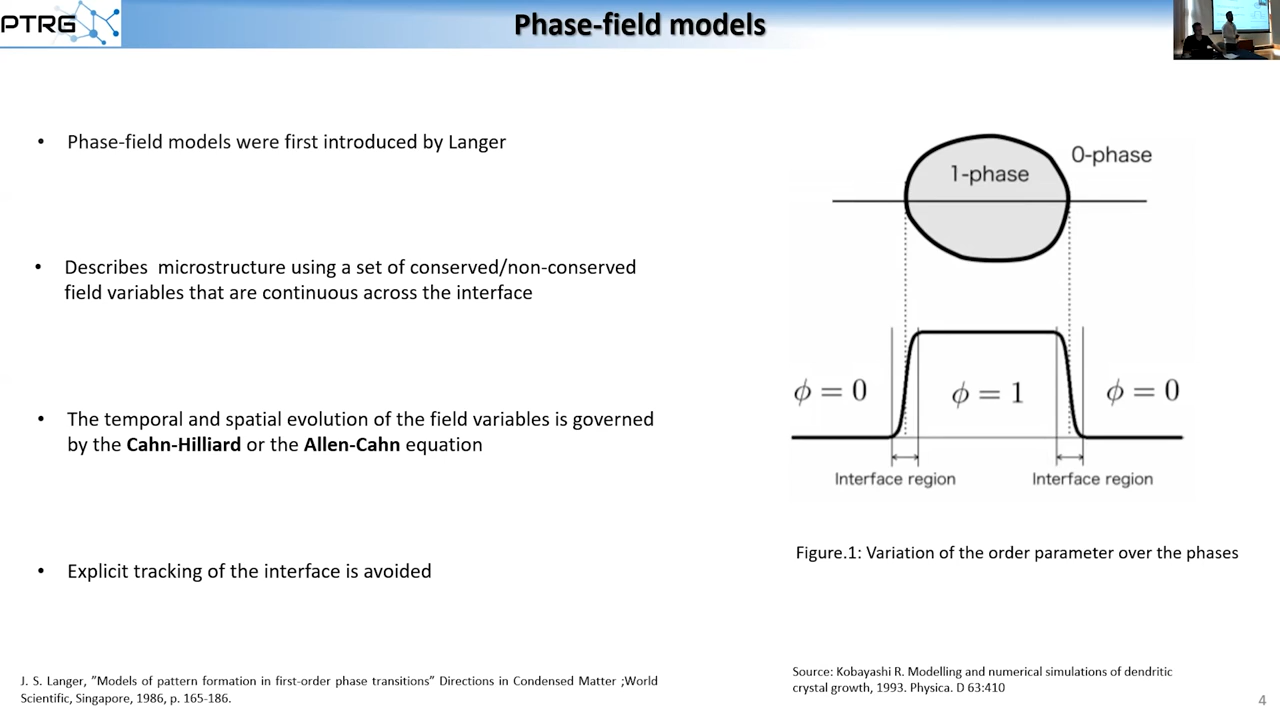 PTRG
Phase-field models
• Phase-field models were first introduced by Langer
• Describes microstructure using a set of conserved/non-conserved
field variables that are continuous across the interface
• The temporal and spatial evolution of the field variables is governed
by the Cahn-Hilliard or the Allen-Cahn equation
• Explicit tracking of the interface is avoided
J. S. Langer, ”Models of pattern formation in first-order phase transitions” Directions in Condensed Matter ;World
Scientific, Singapore, 1986, p. 165-186.
0-phase
1-phase
ϕ = 0
ϕ = 1
ϕ = 0
Interface region
Interface region
Figure.1: Variation of the order parameter over the phases
Source: Kobayashi R. Modelling and numerical simulations of dendritic
crystal growth, 1993. Physica. D 63:410
4